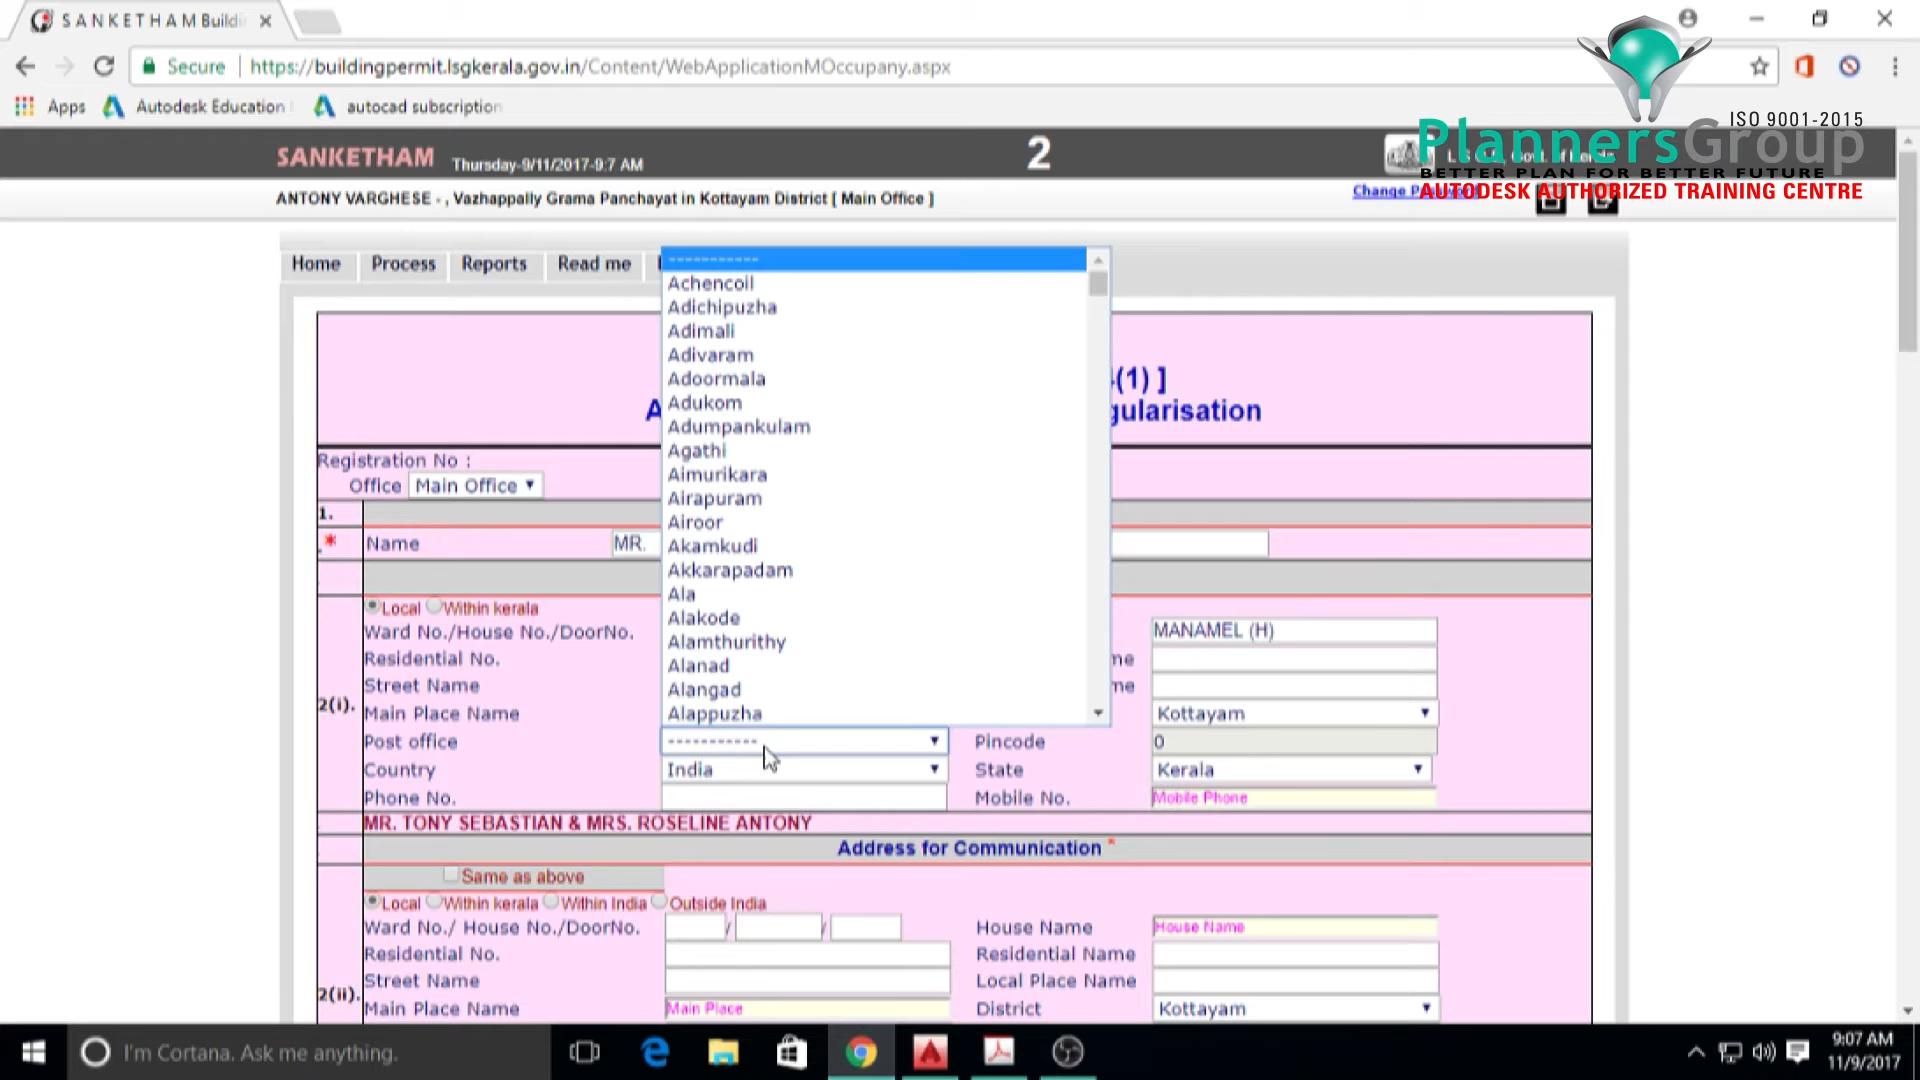 SANKETHAM Buildi
ISO 9001-2015
PlannersGroup
BETTER PLAN FOR BETTER FUTURE
AUTODESK AUTHORIZED TRAINING CENTRE
Secure https://buildingpermit.lsgkerala.gov.in/Content/WebApplicationMOccupany.aspx
Apps Autodesk Education autocad subscription
SANKETHAM Thursday-9/11/2017-9:7 AM 2
ANTONY VARGHESE - , Vazhappally Grama Panchayat in Kottayam District [ Main Office ]
Change
Home Process Reports Read me
-----------
Achencoil
Adichipuzha
Adimali
Adivaram
Adoormala
Adukom
Adumpankulam
Agathi
Aimurikara
Airapuram
Airoor
Akamkudi
Akkarapadam
Ala
Alakode
Alamthurithy
Alanad
Alangad
Alappuzha
(1) ]
A gularisation
Registration No :
Office Main Office
1.
.* Name MR.
Local Within kerala
Ward No./House No./DoorNo. MANAMEL (H)
Residential No. me
Street Name me
2(i).
Main Place Name Kottayam
Post office ----------- Pincode 0
Country India State Kerala
Phone No. Mobile No. Mobile Phone
MR. TONY SEBASTIAN & MRS. ROSELINE ANTONY
Address for Communication *
Same as above
Local Within kerala Within India Outside India
Ward No./ House No./DoorNo. / / House Name House Name
Residential No. Residential Name
Street Name Local Place Name
2(ii).
Main Place Name Main Place District Kottayam
I'm Cortana. Ask me anything.
9:07 AM
11/9/2017